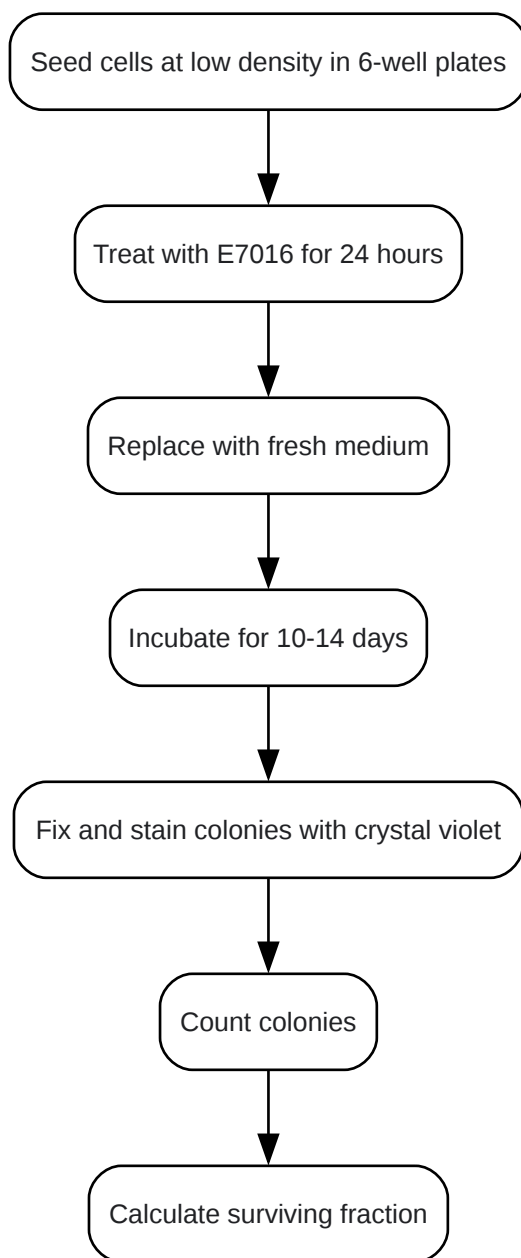 Seed cells at low density in 6-well plates
Treat with E7016 for 24 hours
Replace with fresh medium
Incubate for 10-14 days
Fix and stain colonies with crystal violet
Count colonies
Calculate surviving fraction